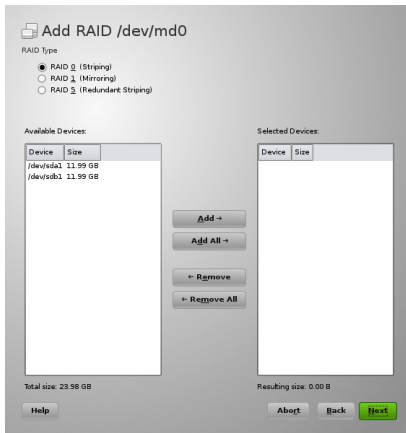 Add RAID /dev/md0
RAID Type
RAID 0 (Striping)
RAID 1 (Mirroring)
RAID 5 (Redundant Striping)
Available Devices:
Device Size
/dev/sda1 11.99 GB
/dev/sdb1 11.99 GB
Total size: 23.98 GB
Add →
Add All →
← Remove
← Remove All
Selected Devices:
Device Size
Resulting size: 0.00 B
Help
Abort
Back
Next